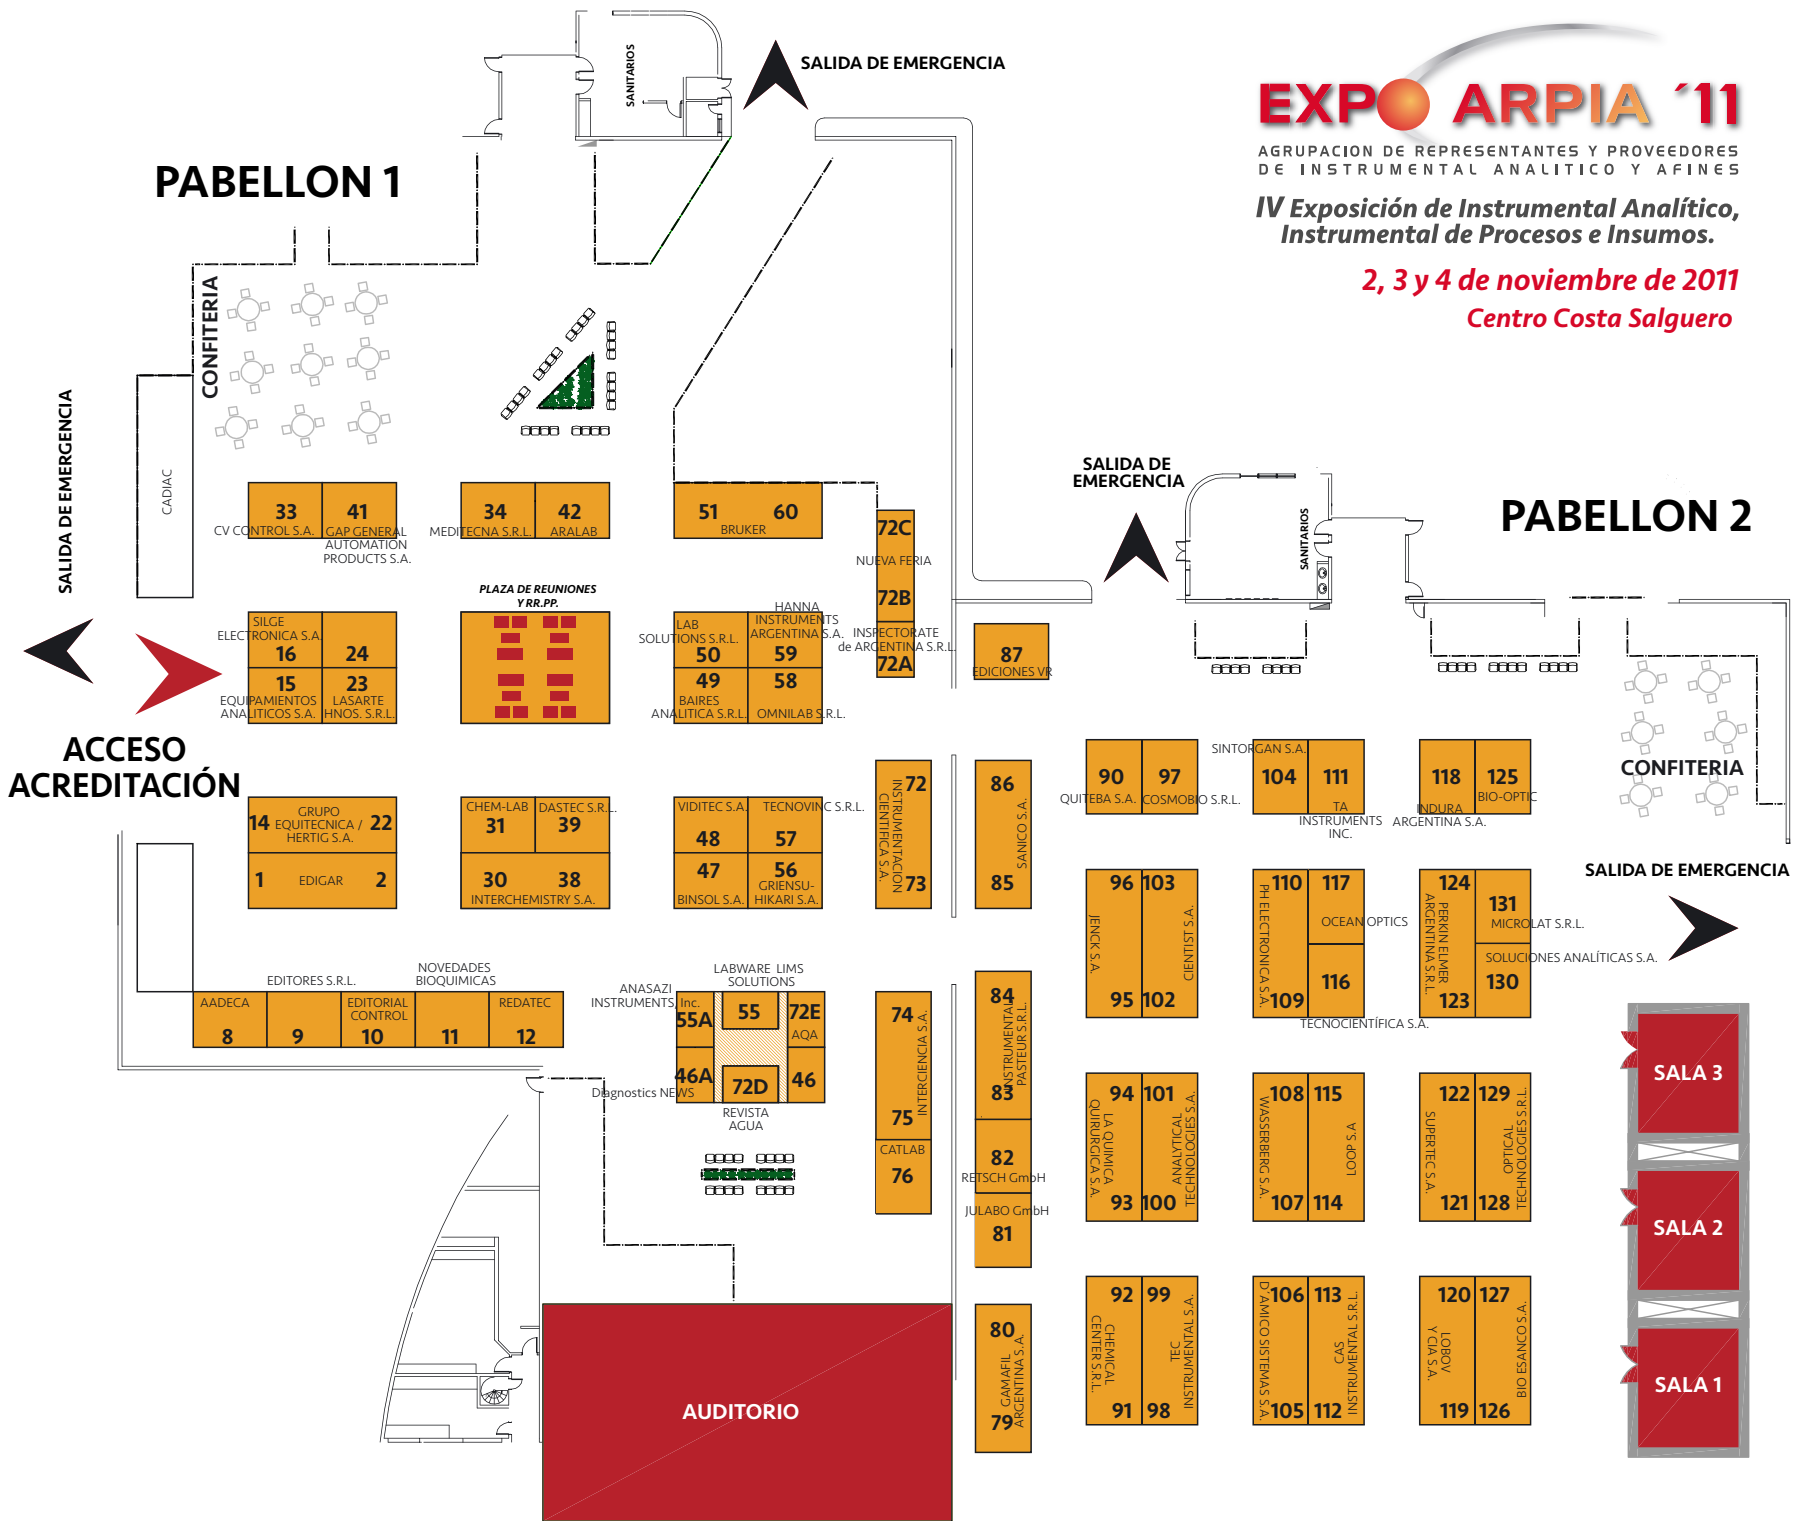 SALIDA DE EMERGENCIA
SANITARIOS
EXPO ARPIA ´11
AGRUPACION DE REPRESENTANTES Y PROVEEDORES
DE INSTRUMENTAL ANALITICO Y AFINES
IV Exposición de Instrumental Analítico,
Instrumental de Procesos e Insumos.
2, 3 y 4 de noviembre de 2011
Centro Costa Salguero
PABELLON 1
CONFITERIA
SALIDA DE EMERGENCIA
CADIAC
33
CV CONTROL S.A.
41
GAP GENERAL
AUTOMATION
PRODUCTS S.A.
34
MEDITECNA S.R.L.
42
ARALAB
51 60
BRUKER
72C
NUEVA FERIA
72B
INSPECTORATE
de ARGENTINA S.R.L.
72A
PLAZA DE REUNIONES
Y RR.PP.
SILGE
ELECTRONICA S.A.
16
24
15
EQUIPAMIENTOS
ANALITICOS S.A.
23
LASARTE
HNOS. S.R.L.
LAB
SOLUTIONS S.R.L.
50
HANNA
INSTRUMENTS
ARGENTINA S.A.
59
49
BAIRES
ANALITICA S.R.L.
58
OMNILAB S.R.L.
ACCESO
ACREDITACIÓN
14 22
GRUPO
EQUITECNICA /
HERTIG S.A.
1 EDIGAR 2
CHEM-LAB
31
DASTEC S.R.L.
39
30 38
INTERCHEMISTRY S.A.
VIDITEC S.A.
48
TECNOVINC S.R.L.
57
47
BINSOL S.A.
56
GRIENSU-
HIKARI S.A.
72
INSTRUMENTACION
CIENTIFICA S.A.
73
AADECA
8
EDITORES S.R.L.
9
EDITORIAL
CONTROL
10
NOVEDADES
BIOQUIMICAS
11
REDATEC
12
ANASAZI
INSTRUMENTS, Inc.
55A
LABWARE LIMS
SOLUTIONS
55
72E
AQA
46A
Diagnostics NEWS
72D
REVISTA
AGUA
46
74
INTERCIENCIA S.A.
75
CATLAB
76
AUDITORIO
PABELLON 2
SALIDA DE
EMERGENCIA
SANITARIOS
CONFITERIA
SALIDA DE EMERGENCIA
87
EDICIONES VR
86
SANICO S.A.
85
84
INSTRUMENTAL
PASTEUR S.R.L.
83
82
RETSCH GmbH
JULABO GmbH
81
80
GAMAFIL
ARGENTINA S.A.
79
90
QUITEBA S.A.
97
COSMOBIO S.R.L.
SINTORGAN S.A.
104
111
TA
INSTRUMENTS
INC.
118
INDURA
ARGENTINA S.A.
125
BIO-OPTIC
96
JENCK S.A.
95
103
CIENTIST S.A.
102
110
PH ELECTRONICA S.A.
109
117
OCEAN OPTICS
116
TECNOCIENTÍFICA S.A.
124
PERKIN ELMER
ARGENTINA S.R.L.
123
131
MICROLAT S.R.L.
SOLUCIONES ANALÍTICAS S.A.
130
94
LA QUIMICA
QUIRURGICA S.A.
93
101
ANALYTICAL
TECHNOLOGIES S.A.
100
108
WASSERBERG S.A.
107
115
LOOP S.A
114
122
SUPERTEC S.A.
121
129
OPTICAL
TECHNOLOGIES S.R.L.
128
92
CHEMICAL
CENTER S.R.L.
91
99
TEC
INSTRUMENTAL S.A.
98
106
D´AMICO SISTEMAS S.A.
105
113
CAS
INSTRUMENTAL S.R.L.
112
120
LOBOV
Y CIA S.A.
119
127
BIO ESANCO S.A.
126
SALA 3
SALA 2
SALA 1